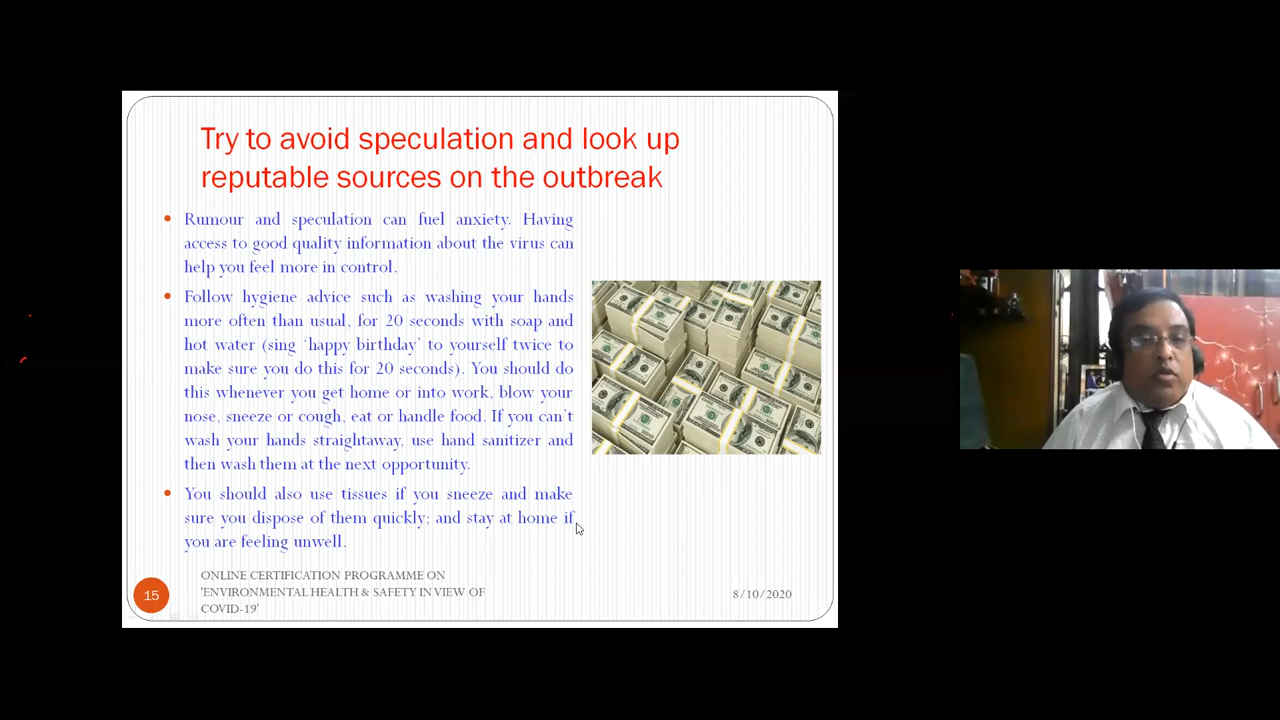 Try to avoid speculation and look up
reputable sources on the outbreak
• Rumour and speculation can fuel anxiety. Having
access to good quality information about the virus can
help you feel more in control.
• Follow hygiene advice such as washing your hands
more often than usual, for 20 seconds with soap and
hot water (sing ‘happy birthday’ to yourself twice to
make sure you do this for 20 seconds). You should do
this whenever you get home or into work, blow your
nose, sneeze or cough, eat or handle food. If you can’t
wash your hands straightaway, use hand sanitizer and
then wash them at the next opportunity.
• You should also use tissues if you sneeze and make
sure you dispose of them quickly; and stay at home if
you are feeling unwell.
15
ONLINE CERTIFICATION PROGRAMME ON
'ENVIRONMENTAL HEALTH & SAFETY IN VIEW OF
COVID-19'
8/10/2020